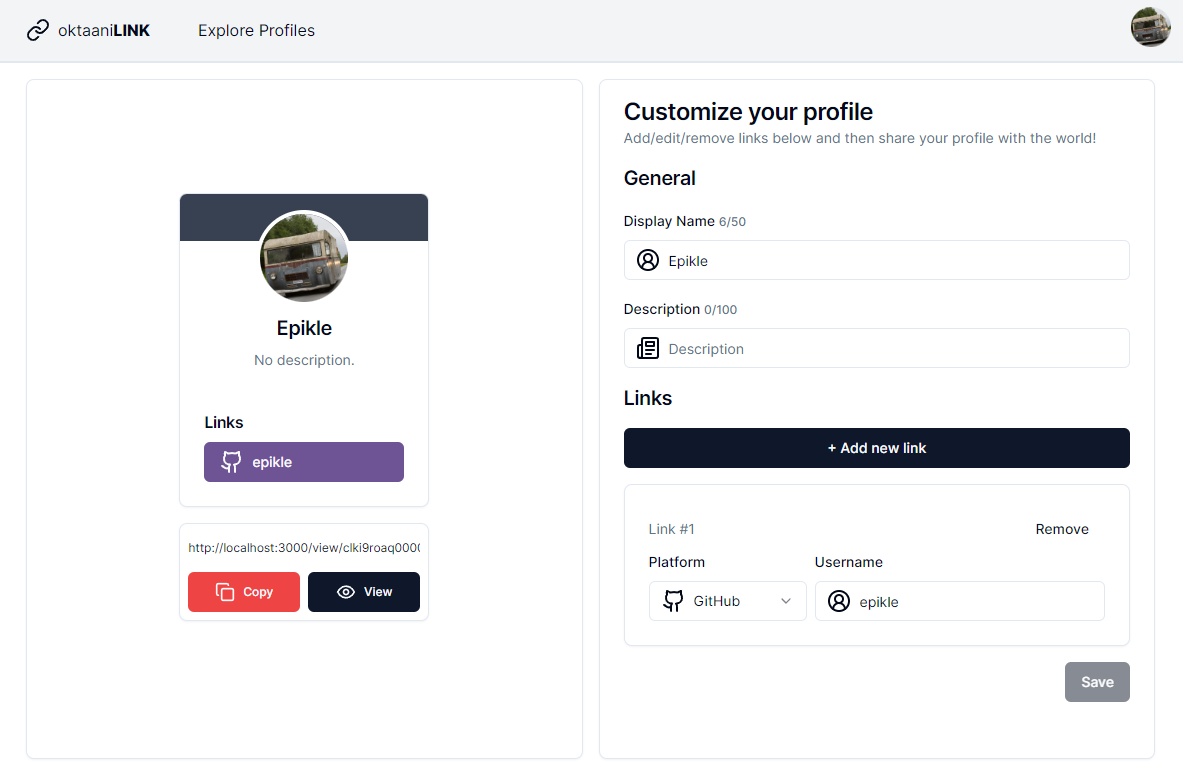 oktaaniLINK
Explore Profiles
Epikle
No description.
Links
epikle
http://localhost:3000/view/clki9roaq000
Copy
View
Customize your profile
Add/edit/remove links below and then share your profile with the world!
General
Display Name 6/50
Epikle
Description 0/100
Description
Links
+ Add new link
Link #1
Remove
Platform
Username
GitHub
epikle
Save